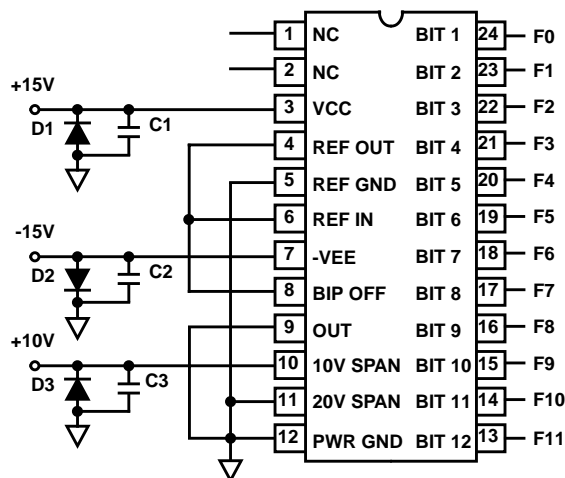 1 NC BIT 1 24 F0
2 NC BIT 2 23 F1
+15V
D1 C1
3 VCC BIT 3 22 F2
4 REF OUT BIT 4 21 F3
5 REF GND BIT 5 20 F4
6 REF IN BIT 6 19 F5
-15V
D2 C2
7 -VEE BIT 7 18 F6
8 BIP OFF BIT 8 17 F7
9 OUT BIT 9 16 F8
+10V
D3 C3
10 10V SPAN BIT 10 15 F9
11 20V SPAN BIT 11 14 F10
12 PWR GND BIT 12 13 F11